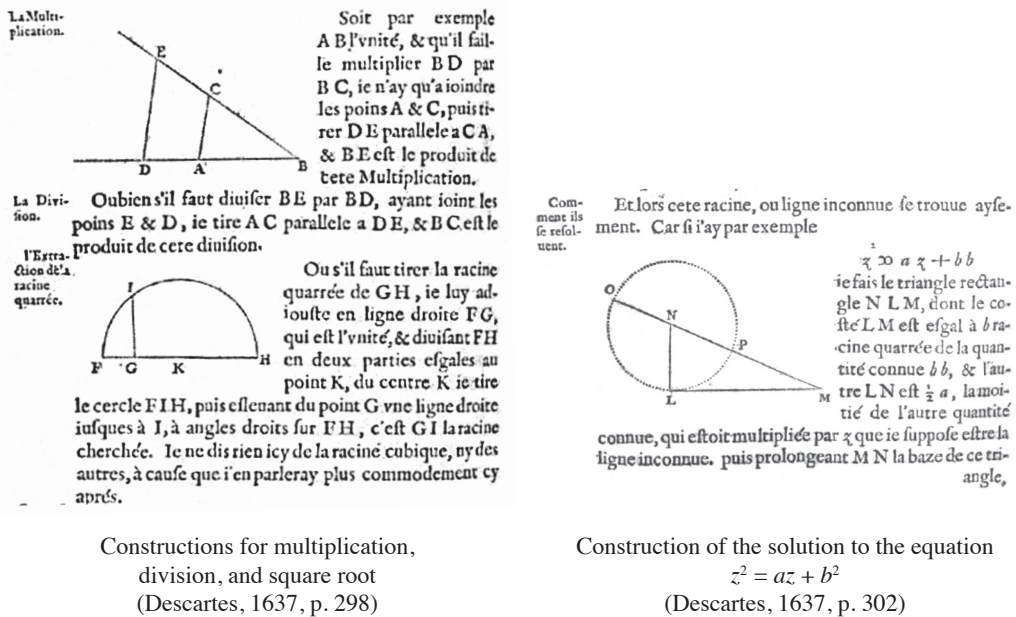 La Multi-
plication.
E
C
D
A
B
Soit par exemple
A B l'vnité, & qu'il fail-
le multiplier B D par
B C, ie n'ay qu'a ioindre
les poins A & C, puis ti-
rer D E parallele a C A,
& B E eſt le produit de
cete Multiplication.
La Divi-
ſion.
Oubien s'il faut diuiſer B E par B D, ayant ioint les
poins E & D, ie tire A C parallele a D E, & B C eſt le
produit de cete diuiſion.
l'Extra-
ction de la
racine
quarrée.
I
F
G
K
H
Ou s'il faut tirer la racine
quarrée de G H, ie luy ad-
iouſte en ligne droite F G,
qui eſt l'vnité, & diuiſant F H
en deux parties eſgales au
point K, du centre K ie tire
le cercle F I H, puis eſleuant du point G vne ligne droite
iuſques à I, à angles droits ſur F H, c'eſt G I la racine
cherchée. Ie ne dis rien icy de la racine cubique, ny des
autres, à cauſe que i'en parleray plus commodement cy
aprés.
Constructions for multiplication,
division, and square root
(Descartes, 1637, p. 298)
Com-
ment ils
ſe reſol-
uent.
Et lors cete racine, ou ligne inconnue ſe trouue ayſe-
ment. Car ſi i'ay par exemple
O
N
P
L
M
z² ꝏ a z + b b
ie fais le triangle rectan-
gle N L M, dont le co-
ſté L M eſt eſgal à b ra-
cine quarrée de la quan-
tité connue b b, & l'au-
tre L N eſt ½ a, la moi-
tié de l'autre quantité
connue, qui eſtoit multipliée par z que ie ſuppoſe eſtre la
ligne inconnue. puis prolongeant M N la baze de ce tri-
angle,
Construction of the solution to the equation
z² = az + b²
(Descartes, 1637, p. 302)